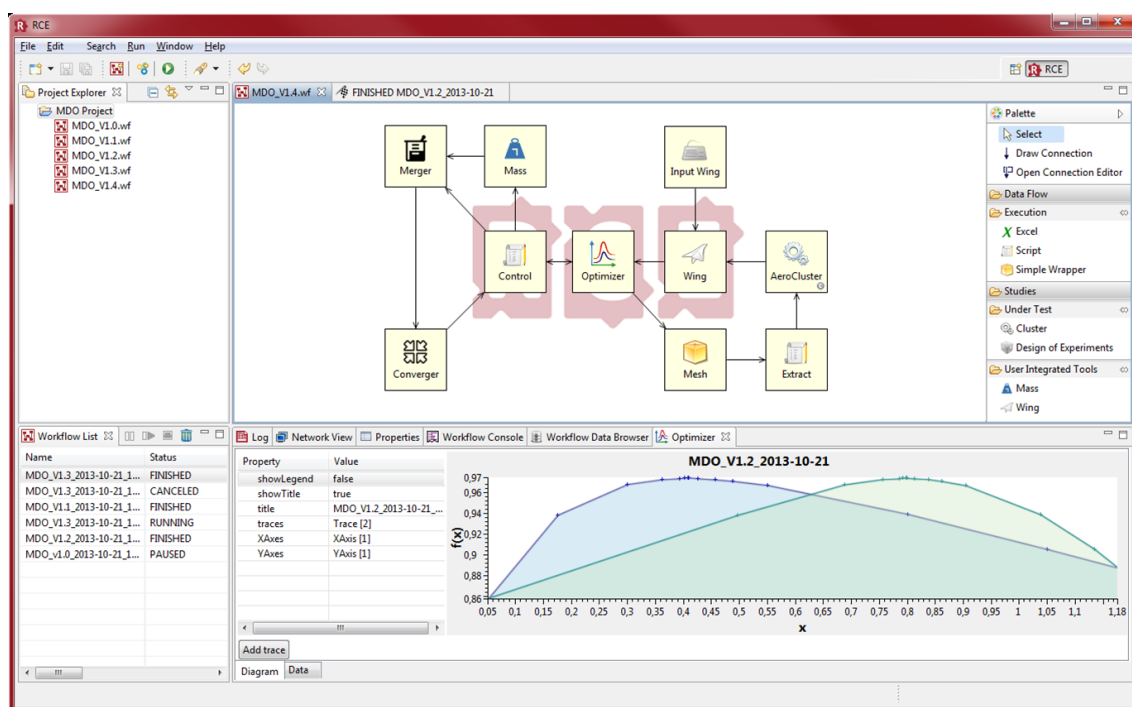 RCE
File Edit Search Run Window Help
RCE
Project Explorer
MDO Project
MDO_V1.0.wf
MDO_V1.1.wf
MDO_V1.2.wf
MDO_V1.3.wf
MDO_V1.4.wf
MDO_V1.4.wf FINISHED MDO_V1.2_2013-10-21
Merger Mass Input Wing
Control Optimizer Wing AeroCluster
Converger Mesh Extract
Palette
Select
Draw Connection
Open Connection Editor
Data Flow
Execution
Excel
Script
Simple Wrapper
Studies
Under Test
Cluster
Design of Experiments
User Integrated Tools
Mass
Wing
Workflow List
Name Status
MDO_V1.3_2013-10-21_1... FINISHED
MDO_V1.3_2013-10-21_1... CANCELED
MDO_V1.1_2013-10-21_1... FINISHED
MDO_V1.3_2013-10-21_1... RUNNING
MDO_V1.2_2013-10-21_1... FINISHED
MDO_v1.0_2013-10-21_1... PAUSED
Log Network View Properties Workflow Console Workflow Data Browser Optimizer
Property Value
showLegend false
showTitle true
title MDO_V1.2_2013-10-21_...
traces Trace [2]
XAxes XAxis [1]
YAxes YAxis [1]
Add trace
Diagram Data
MDO_V1.2_2013-10-21
f(x)
0,97
0,96
0,94
0,92
0,9
0,88
0,86
0,05 0,1 0,15 0,2 0,25 0,3 0,35 0,4 0,45 0,5 0,55 0,6 0,65 0,7 0,75 0,8 0,85 0,9 0,95 1 1,05 1,1 1,18
x